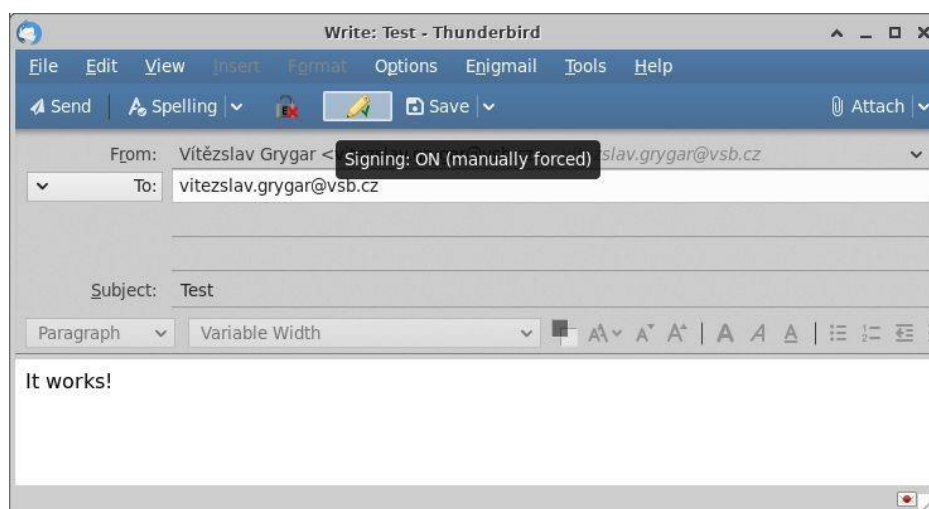 Write: Test - Thunderbird
File Edit View Insert Format Options Enigmail Tools Help
Send Spelling Save Attach
From: Vítězslav Grygar < slav.grygar@vsb.cz
Signing: ON (manually forced)
To: vitezslav.grygar@vsb.cz
Subject: Test
Paragraph Variable Width
It works!